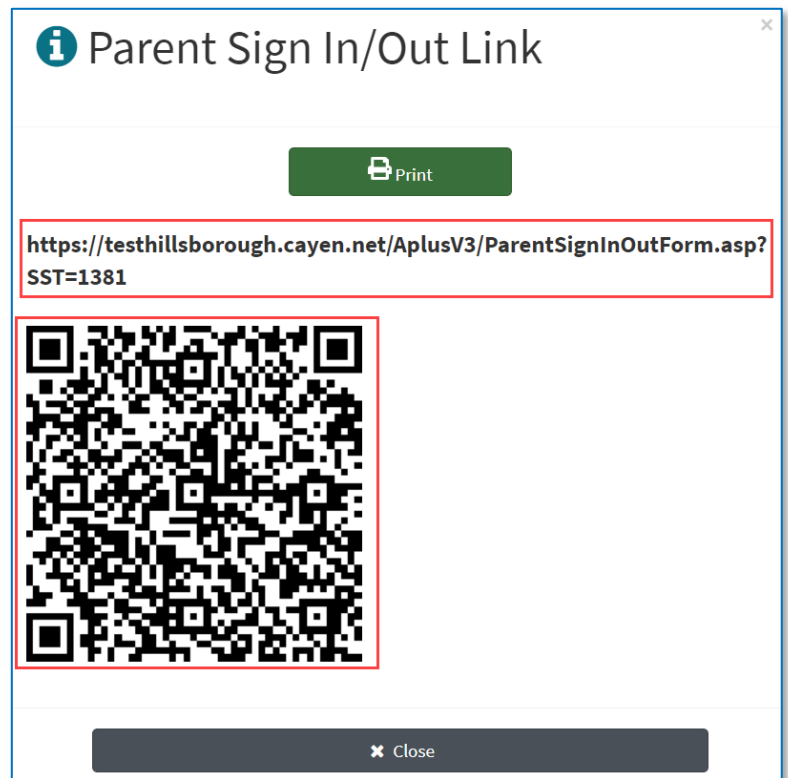 Parent Sign In/Out Link
Print
https://testhillsborough.cayen.net/AplusV3/ParentSignInOutForm.asp?
SST=1381
Close